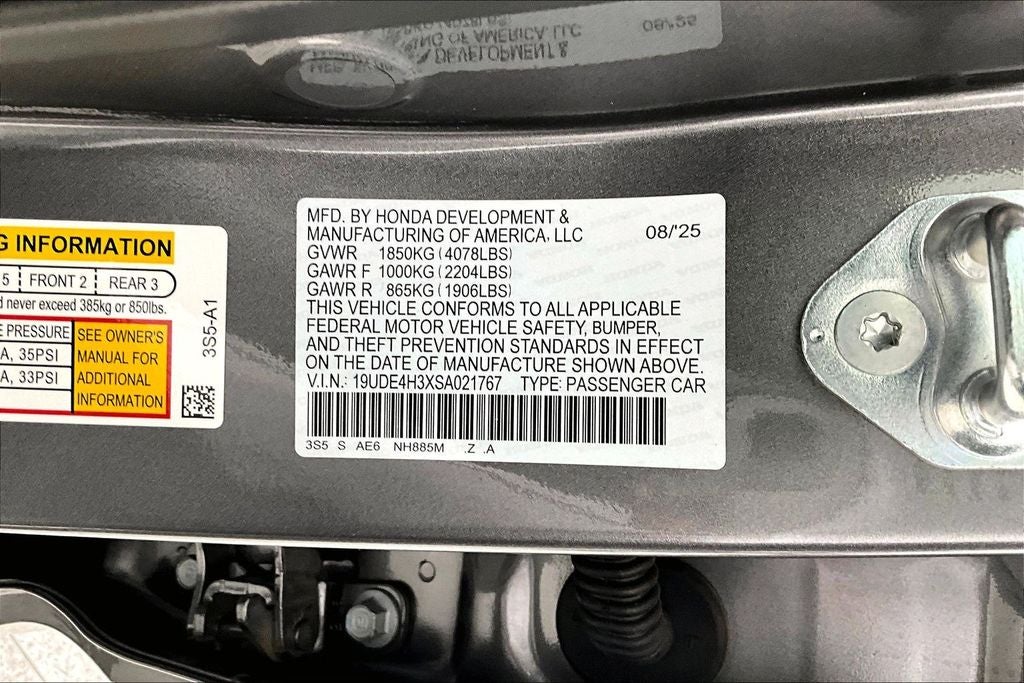 MFD. BY HONDA DEVELOPMENT &
MANUFACTURING OF AMERICA, LLC 08/'25
GVWR 1850KG (4078LBS)
GAWR F 1000KG (2204LBS)
GAWR R 865KG (1906LBS)
THIS VEHICLE CONFORMS TO ALL APPLICABLE
FEDERAL MOTOR VEHICLE SAFETY, BUMPER,
AND THEFT PREVENTION STANDARDS IN EFFECT
ON THE DATE OF MANUFACTURE SHOWN ABOVE.
V.I.N.: 19UDE4H3XSA021767 TYPE: PASSENGER CAR
3S5 S AE6 NH885M .Z .A
G INFORMATION
5 FRONT 2 REAR 3
d never exceed 385kg or 850lbs.
E PRESSURE
A, 35PSI
A, 33PSI
SEE OWNER'S
MANUAL FOR
ADDITIONAL
INFORMATION
3S5-A1